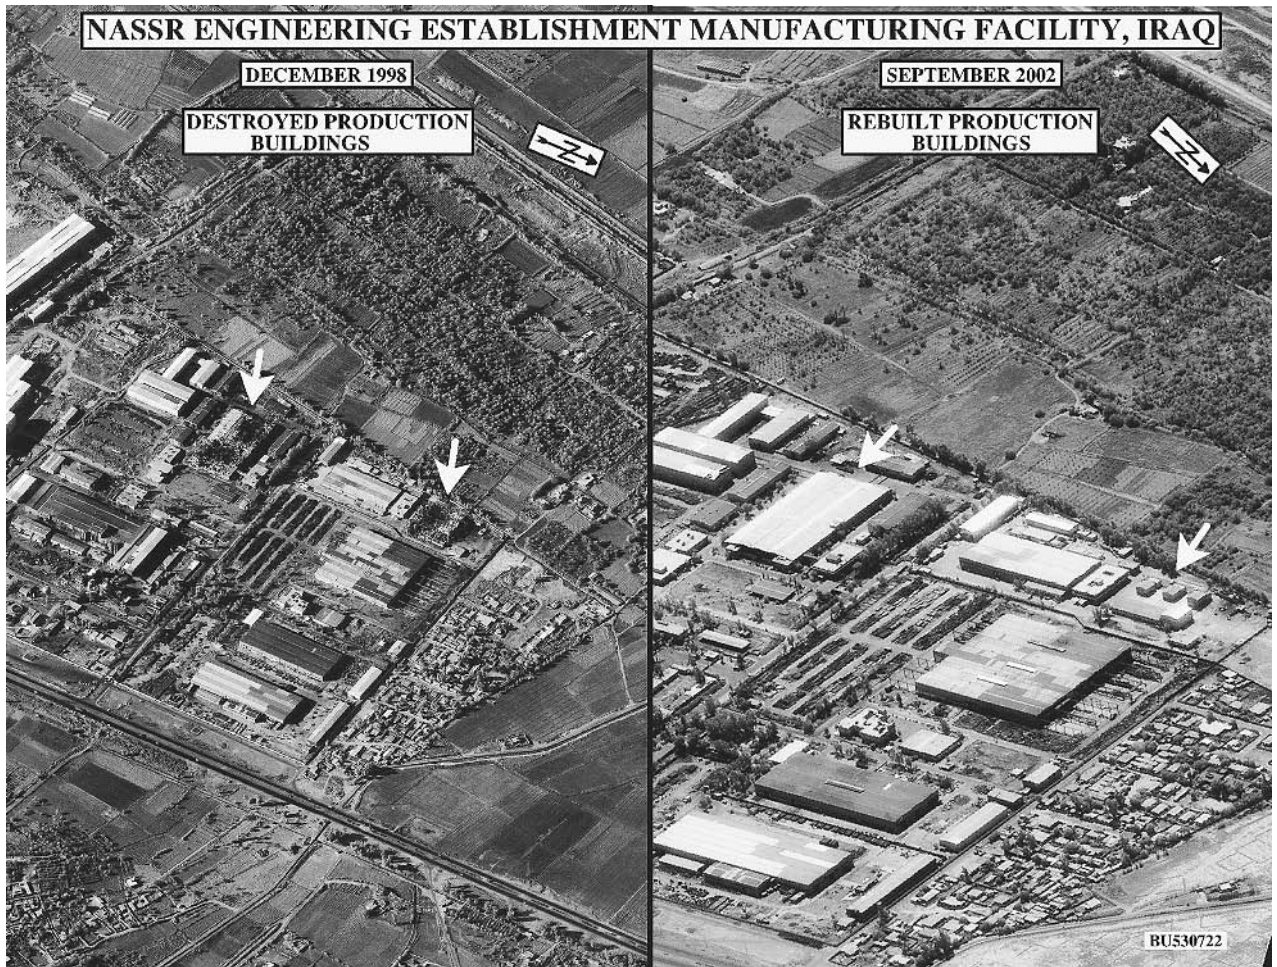 NASSR ENGINEERING ESTABLISHMENT MANUFACTURING FACILITY, IRAQ
DECEMBER 1998
DESTROYED PRODUCTION
BUILDINGS
N
SEPTEMBER 2002
REBUILT PRODUCTION
BUILDINGS
N
BU530722